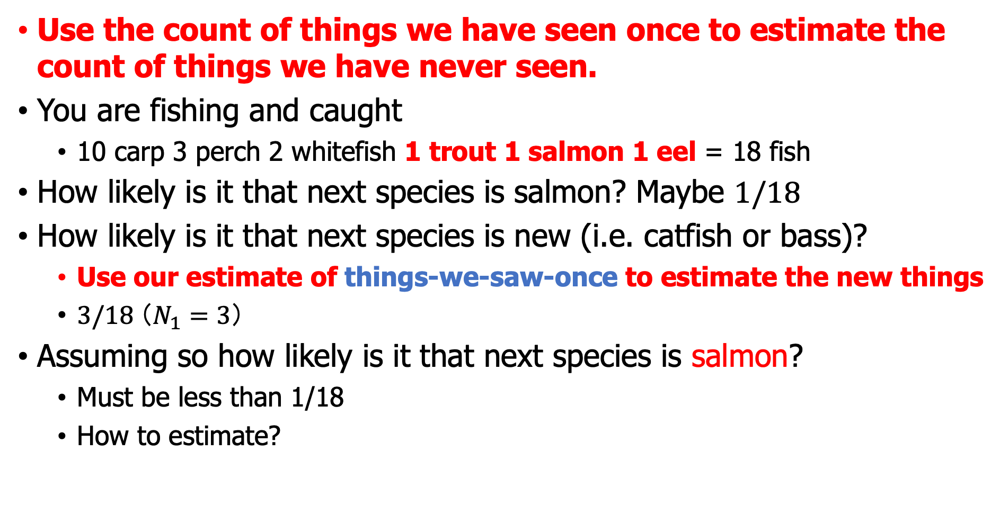 • Use the count of things we have seen once to estimate the
count of things we have never seen.
• You are fishing and caught
• 10 carp 3 perch 2 whitefish 1 trout 1 salmon 1 eel = 18 fish
• How likely is it that next species is salmon? Maybe 1/18
• How likely is it that next species is new (i.e. catfish or bass)?
• Use our estimate of things-we-saw-once to estimate the new things
• 3/18 (N₁ = 3)
• Assuming so how likely is it that next species is salmon?
• Must be less than 1/18
• How to estimate?